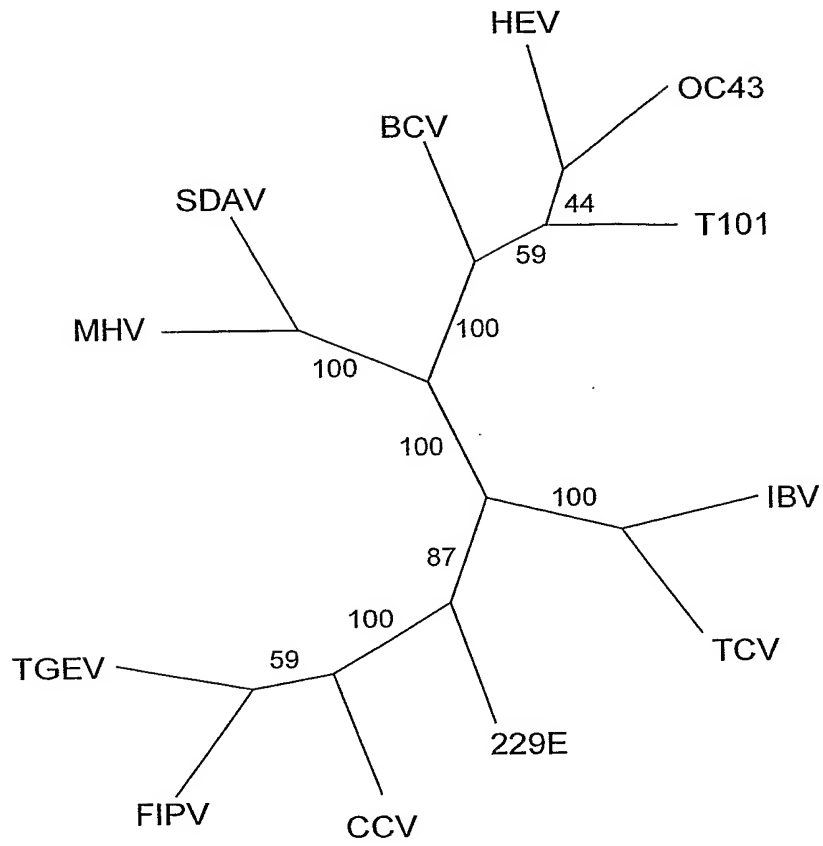 HEV
OC43
BCV
SDAV
44
T101
59
MHV
100
100
100
100
IBV
87
100
TCV
TGEV
59
229E
FIPV
CCV